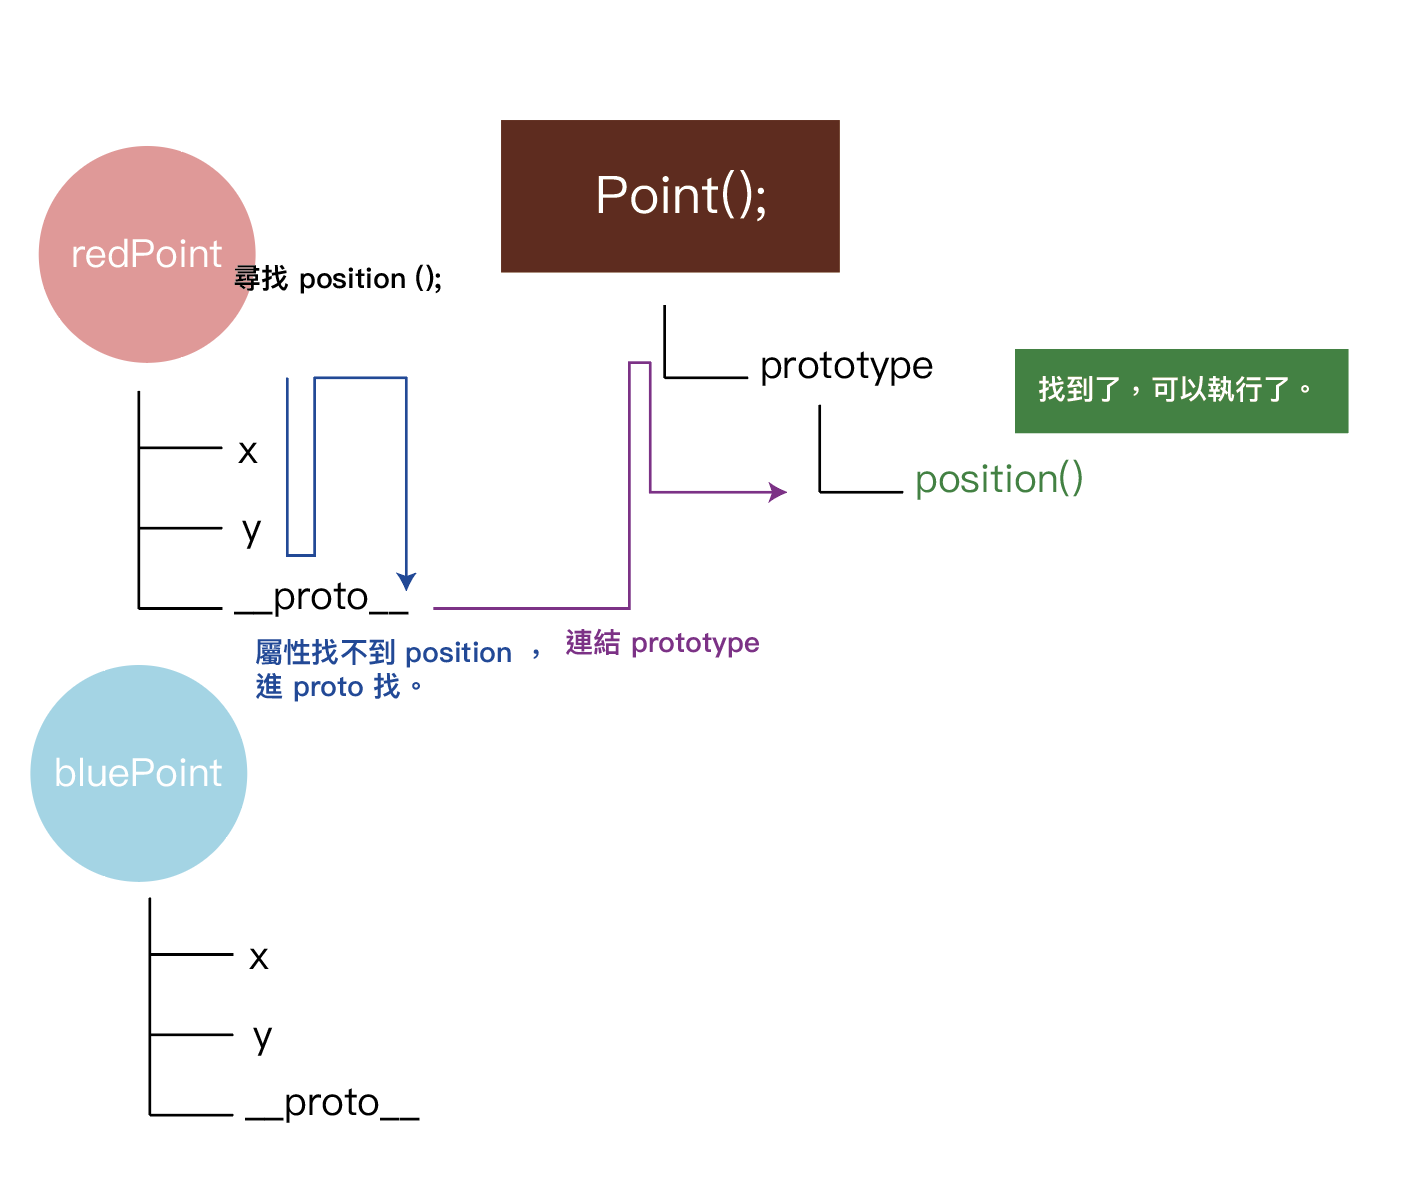 Point();
redPoint
尋找 position ();
prototype
找到了，可以執行了。
x
position()
y
__proto__
屬性找不到 position ，
進 proto 找。
連結 prototype
bluePoint
x
y
__proto__